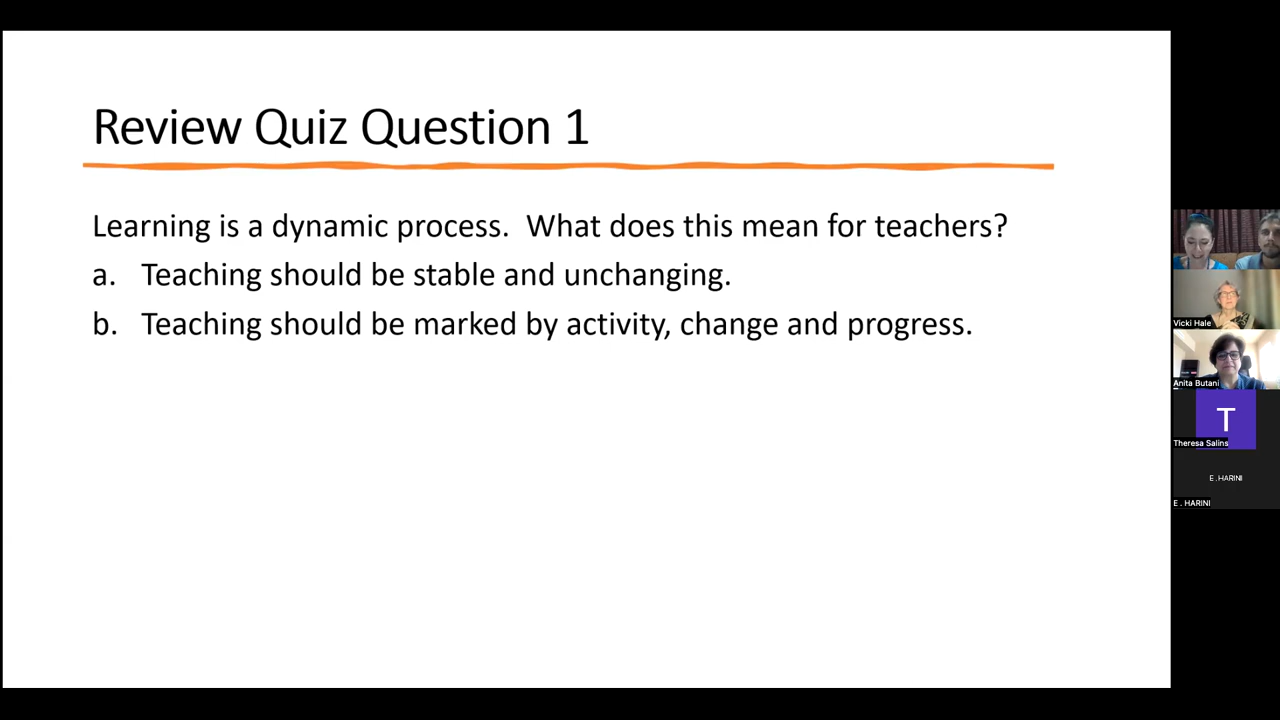 Review Quiz Question 1
Learning is a dynamic process. What does this mean for teachers?
a. Teaching should be stable and unchanging.
b. Teaching should be marked by activity, change and progress.
Vicki Hale
Anita Butani
T
Theresa Salins
E .HARINI
E . HARINI